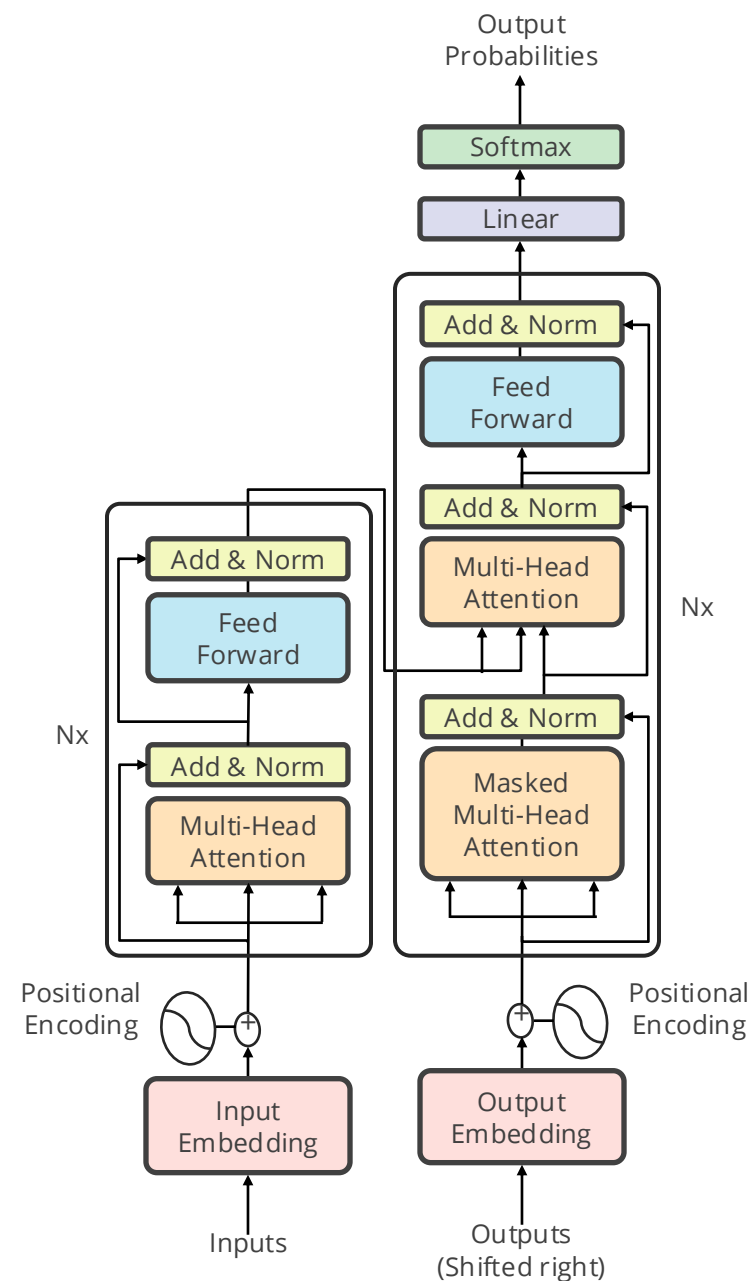 Output
Probabilities
Softmax
Linear
Add & Norm
Feed
Forward
Add & Norm
Multi-Head
Attention
Nx
Add & Norm
Masked
Multi-Head
Attention
Add & Norm
Feed
Forward
Nx
Add & Norm
Multi-Head
Attention
Positional
Encoding
+
+
Positional
Encoding
Input
Embedding
Output
Embedding
Inputs
Outputs
(Shifted right)